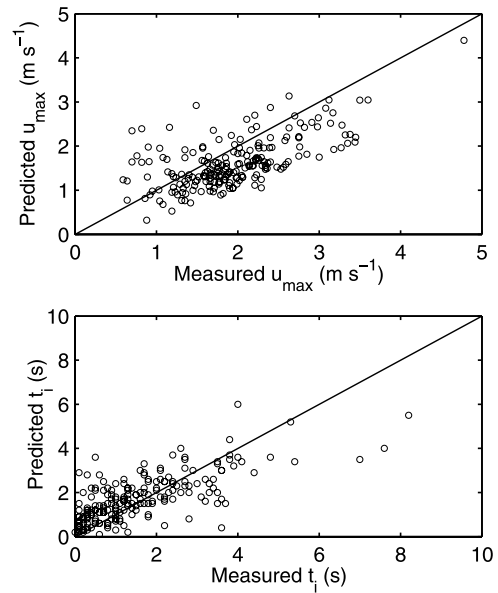 5
4
3
2
1
0
0 1 2 3 4 5
Predicted u_max (m s⁻¹)
Measured u_max (m s⁻¹)
10
8
6
4
2
0
0 2 4 6 8 10
Predicted t_i (s)
Measured t_i (s)